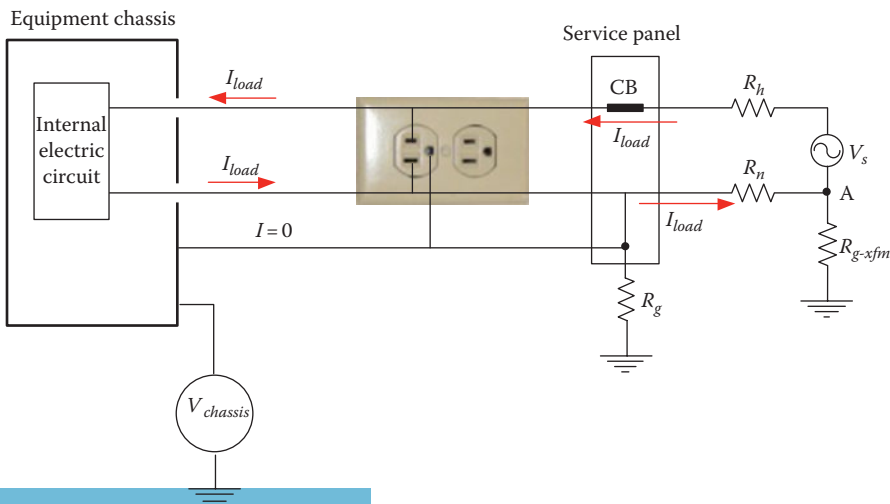 Equipment chassis
Service panel
I_load
CB
R_h
Internal
electric
circuit
I_load
V_s
I_load
R_n
A
I_load
I = 0
R_g-xfm
R_g
V_chassis